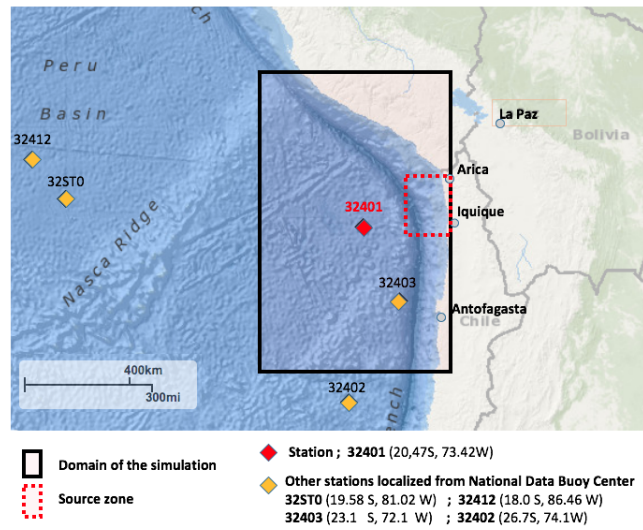 Peru
Basin
32412
32ST0
Nasca Ridge
La Paz
Bolivia
Arica
32401
Iquique
32403
Antofagasta
Chile
400km
300mi
32402
ench
Domain of the simulation
Source zone
Station ; 32401 (20,47S, 73.42W)
Other stations localized from National Data Buoy Center
32ST0 (19.58 S, 81.02 W) ; 32412 (18.0 S, 86.46 W)
32403 (23.1 S, 72.1 W) ; 32402 (26.7S, 74.1W)